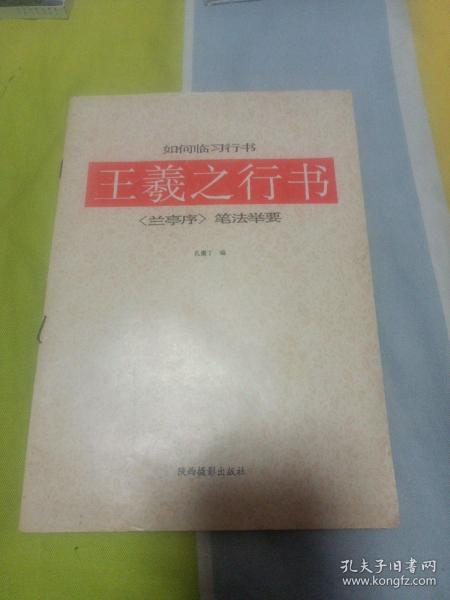 如何临习行书
王羲之行书
〈兰亭序〉笔法举要
编
陕西摄影出版社
孔夫子旧书网
www.kongfz.com